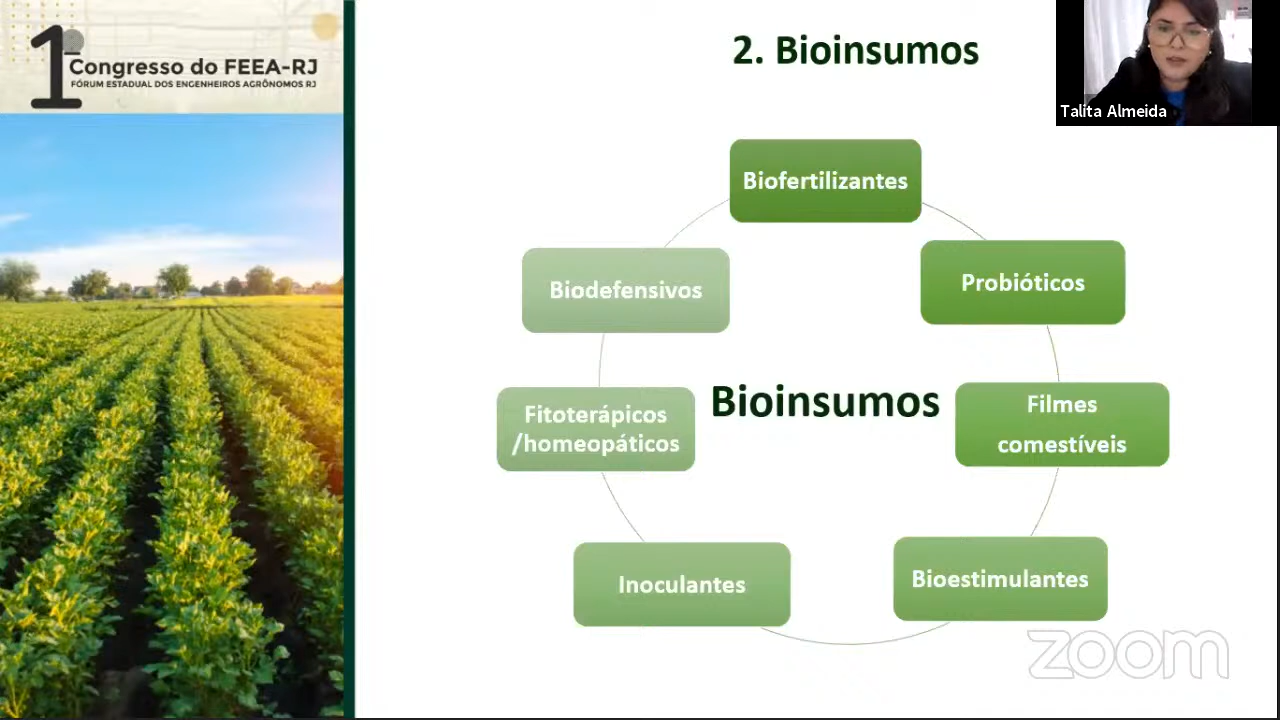 1º
Congresso do FEEA-RJ
FÓRUM ESTADUAL DOS ENGENHEIROS AGRÔNOMOS RJ
2. Bioinsumos
Talita Almeida
Biofertilizantes
Biodefensivos
Probióticos
Bioinsumos
Filmes
comestíveis
Fitoterápicos
/homeopáticos
Inoculantes
Bioestimulantes
zoom